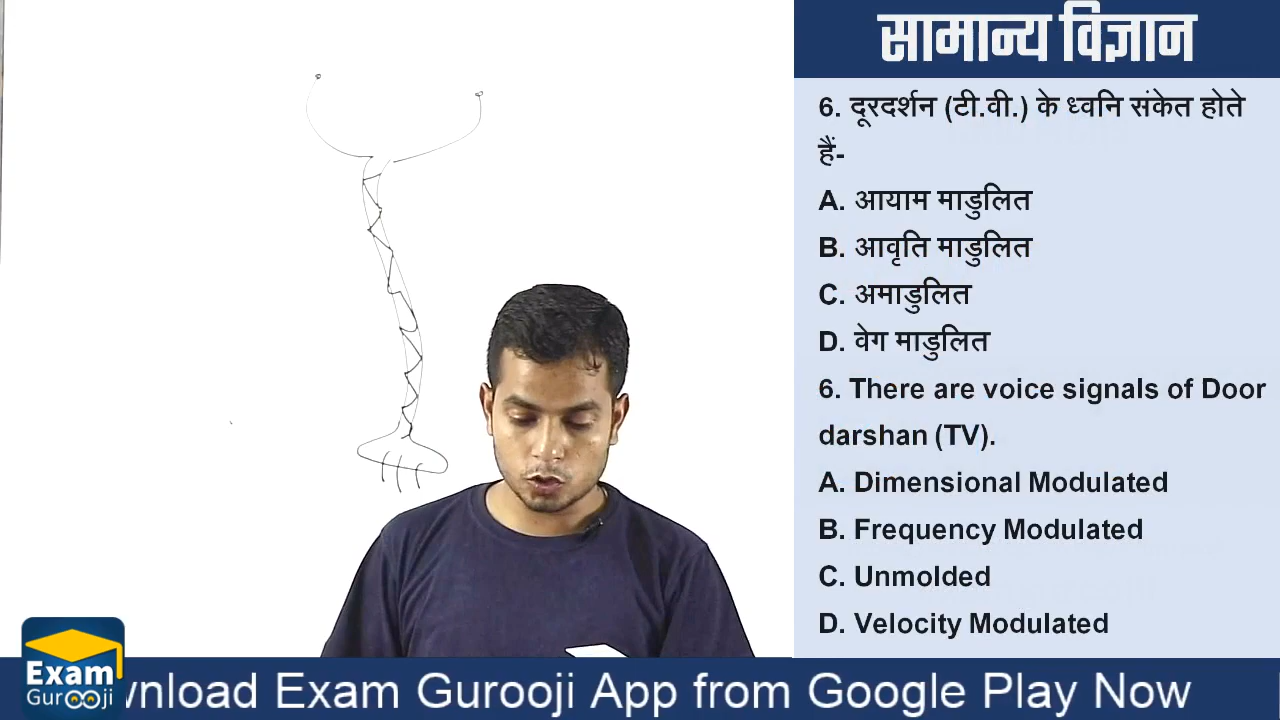 सामान्य विज्ञान
6. दूरदर्शन (टी.वी.) के ध्वनि संकेत होते
हैं-
A. आयाम माडुलित
B. आवृति माडुलित
C. अमाडुलित
D. वेग माडुलित
6. There are voice signals of Door
darshan (TV).
A. Dimensional Modulated
B. Frequency Modulated
C. Unmolded
D. Velocity Modulated
Exam
Gurooji
wnload Exam Gurooji App from Google Play Now